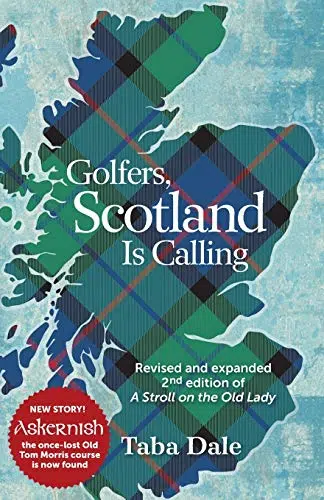 Golfers,
Scotland
Is Calling
Revised and expanded
2nd edition of
A Stroll on the Old Lady
NEW STORY!
Askernish
the once-lost Old
Tom Morris course
is now found
Taba Dale